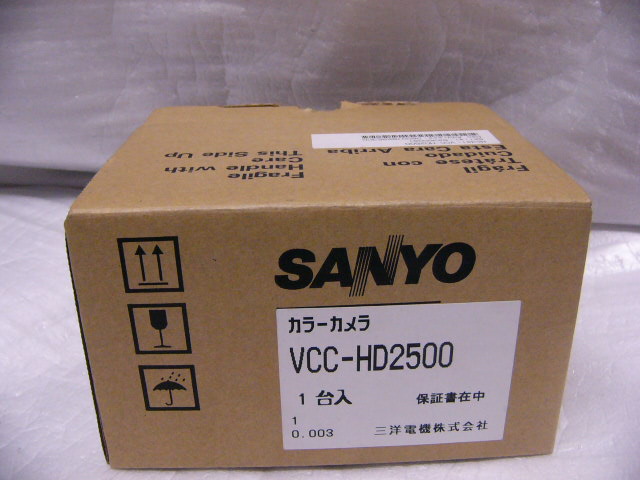 Fragile
Handle with
Care
This Side Up
Frágil
Trátese con
Cuidado
Esta Cara Arriba
SANYO
カラーカメラ
VCC-HD2500
1台入 保証書在中
1
0.003 三洋電機株式会社